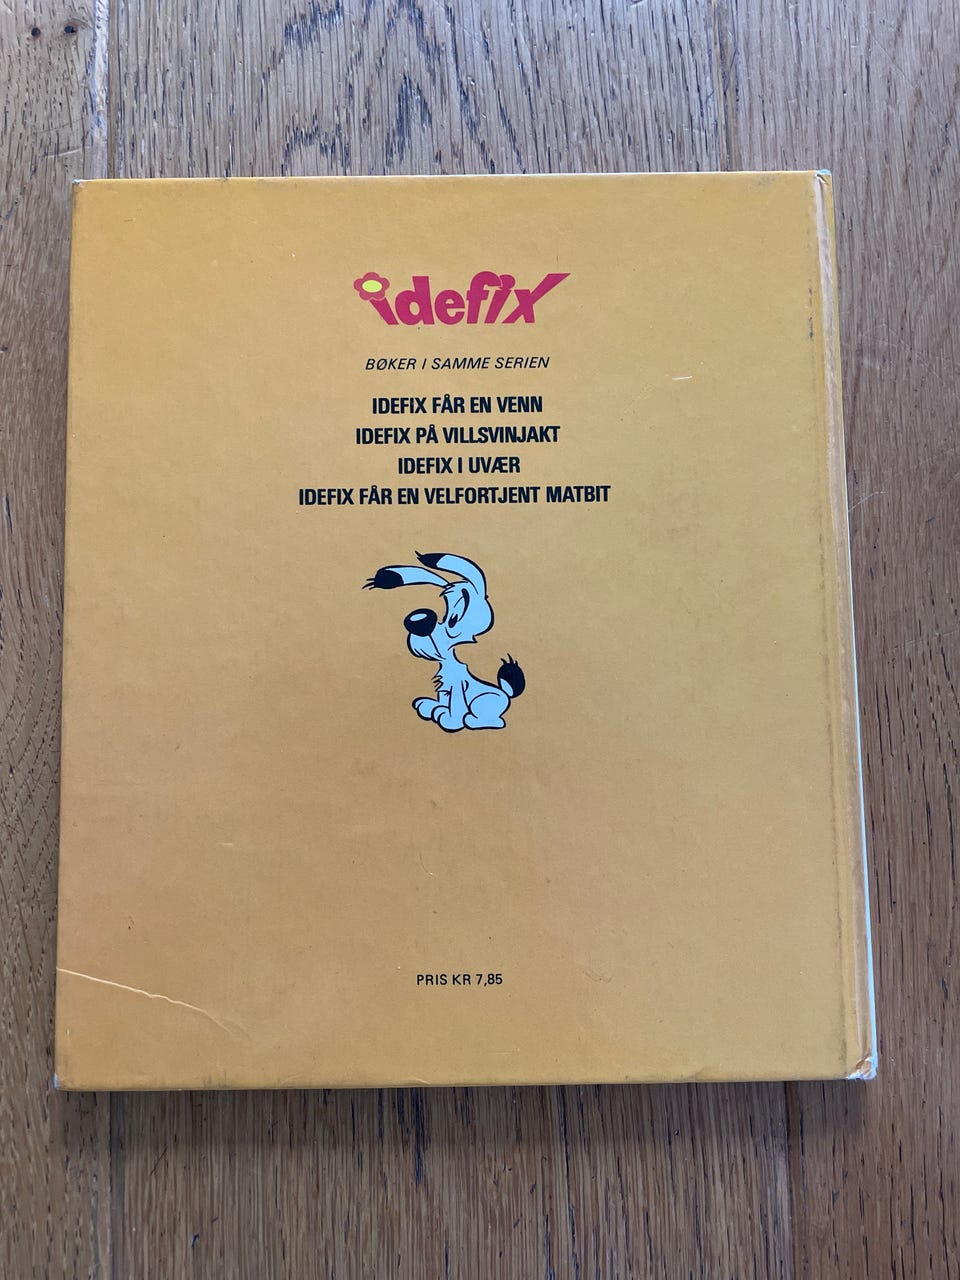 idefix
BØKER I SAMME SERIEN
IDEFIX FÅR EN VENN
IDEFIX PÅ VILLSVINJAKT
IDEFIX I UVÆR
IDEFIX FÅR EN VELFORTJENT MATBIT
PRIS KR 7,85